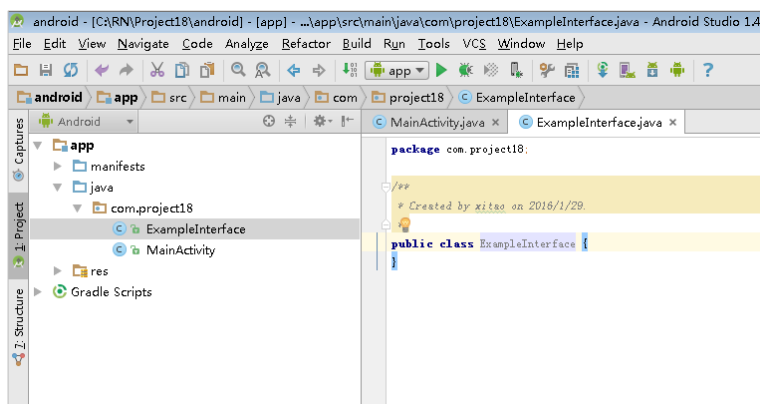 android - [C:\RN\Project18\android] - [app] - ...\app\src\main\java\com\project18\ExampleInterface.java - Android Studio 1.4
File Edit View Navigate Code Analyze Refactor Build Run Tools VCS Window Help
app
android app src main java com project18 ExampleInterface
Captures
1: Project
7: Structure
Android
app
manifests
java
com.project18
ExampleInterface
MainActivity
res
Gradle Scripts
MainActivity.java × ExampleInterface.java ×
package com.project18;
/**
* Created by xitao on 2016/1/29.
public class ExampleInterface {
}